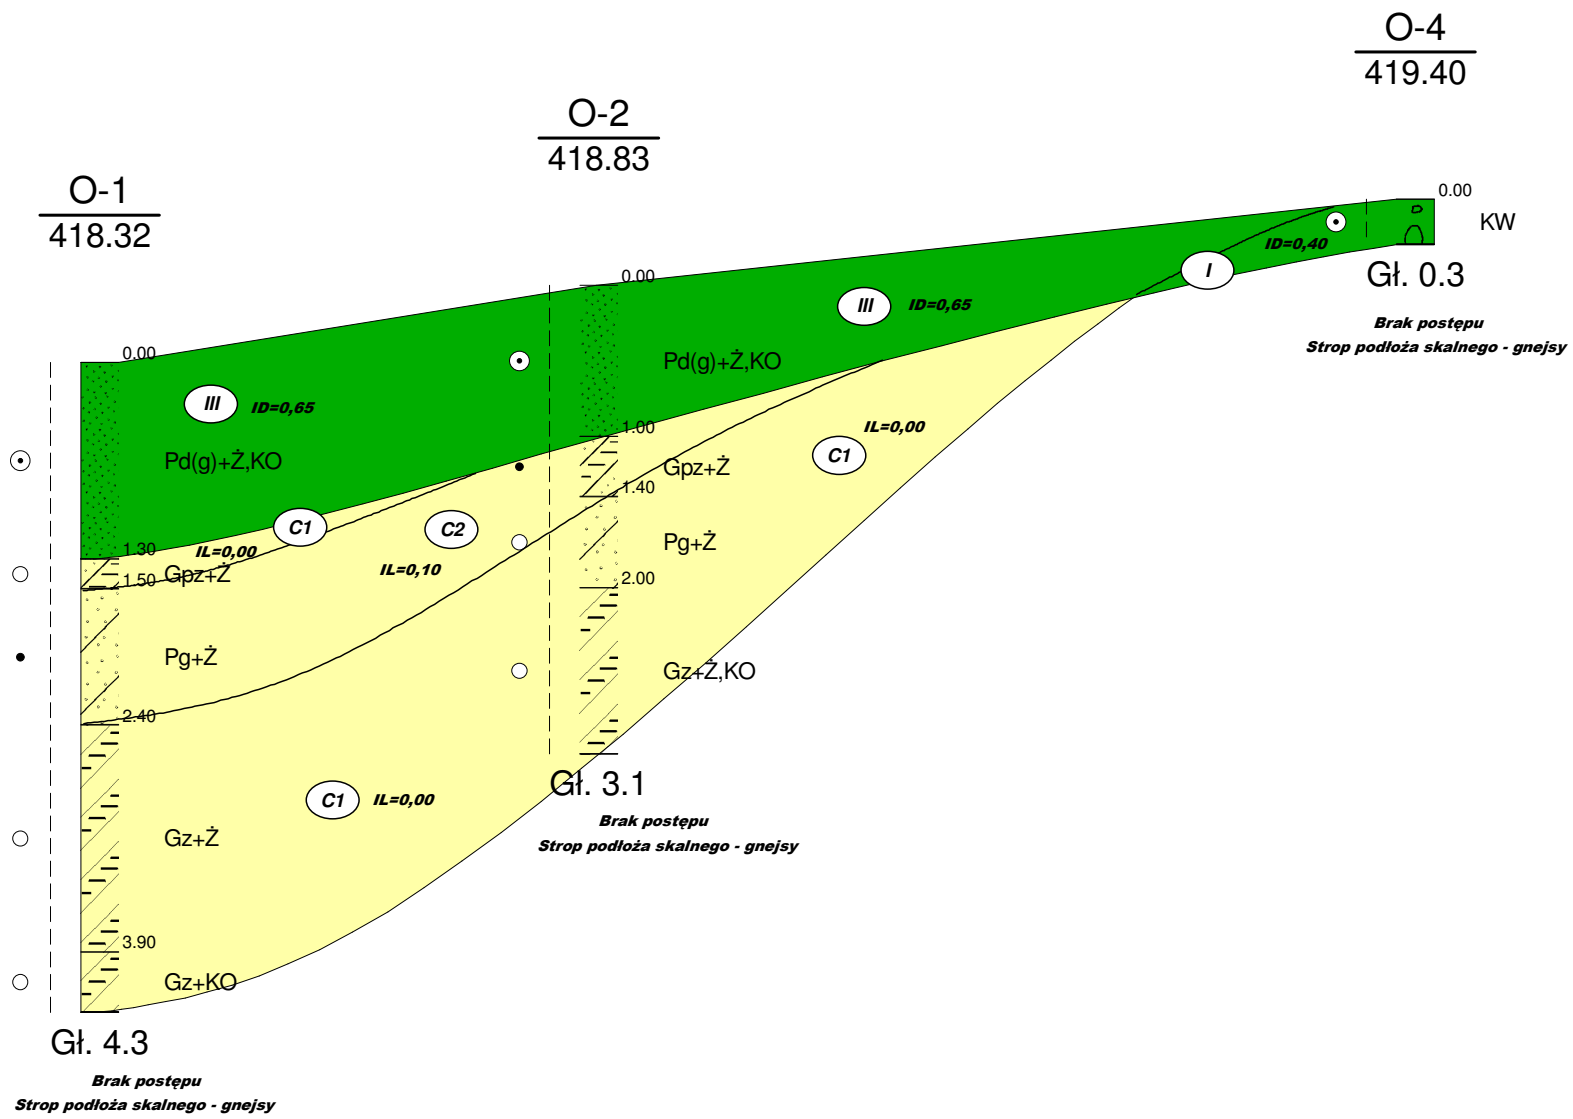 O-4
419.40
O-2
418.83
O-1
418.32
0.00
KW
ID=0,40
I
Gł. 0.3
Brak postępu
Strop podłoża skalnego - gnejsy
0.00
III
ID=0,65
Pd(g)+Ż,KO
0.00
III
ID=0,65
Pd(g)+Ż,KO
1.00
IL=0,00
C1
Gpz+Ż
1.40
C1
C2
Pg+Ż
IL=0,00
1.30
Gpz+Ż
1.50
IL=0,10
2.00
Pg+Ż
Gz+Ż,KO
2.40
Gł. 3.1
Brak postępu
Strop podłoża skalnego - gnejsy
C1
IL=0,00
Gz+Ż
3.90
Gz+KO
Gł. 4.3
Brak postępu
Strop podłoża skalnego - gnejsy